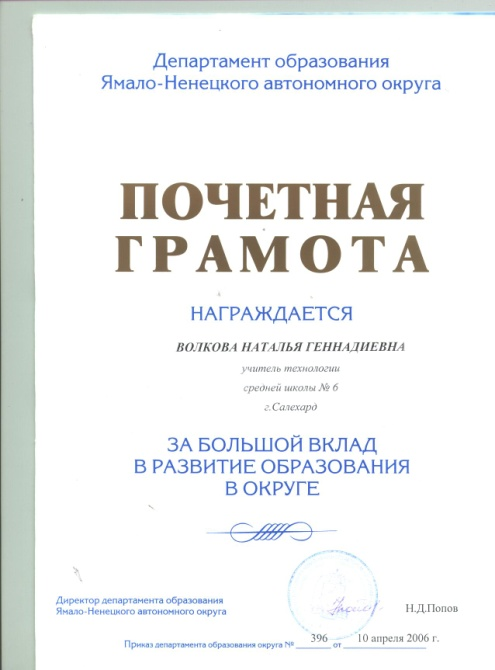 Департамент образования
Ямало-Ненецкого автономного округа
ПОЧЕТНАЯ
ГРАМОТА
НАГРАЖДАЕТСЯ
ВОЛКОВА НАТАЛЬЯ ГЕННАДИЕВНА
учитель технологии
средней школы № 6
г.Салехард
ЗА БОЛЬШОЙ ВКЛАД
В РАЗВИТИЕ ОБРАЗОВАНИЯ
В ОКРУГЕ
Директор департамента образования
Ямало-Ненецкого автономного округа
Н.Д.Попов
Приказ департамента образования округа № 396 от 10 апреля 2006 г.